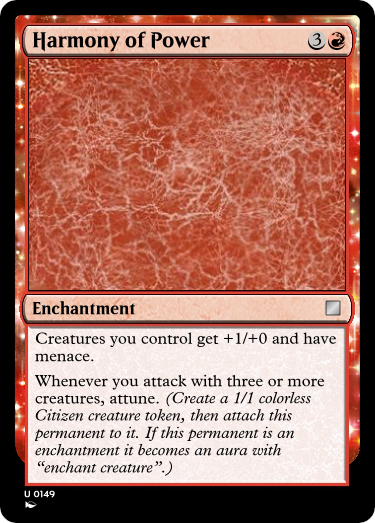 Harmony of Power 3
Enchantment
Creatures you control get +1/+0 and have
menace.
Whenever you attack with three or more
creatures, attune. (Create a 1/1 colorless
Citizen creature token, then attach this
permanent to it. If this permanent is an
enchantment it becomes an aura with
“enchant creature”.)
U 0149